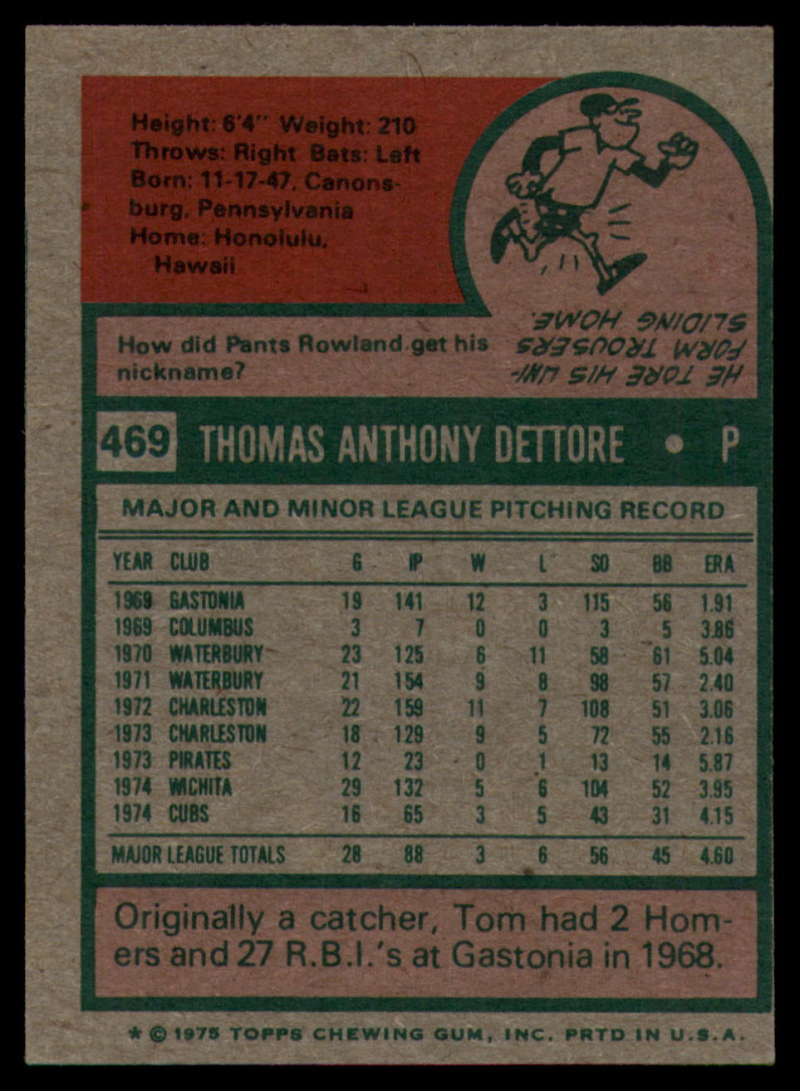 Height: 6'4" Weight: 210
Throws: Right Bats: Left
Born: 11-17-47, Canons-
burg, Pennsylvania
Home: Honolulu,
Hawaii
How did Pants Rowland get his
nickname?
HE TORE HIS UNI-
FORM TROUSERS
SLIDING HOME.
469 THOMAS ANTHONY DETTORE • P
MAJOR AND MINOR LEAGUE PITCHING RECORD
YEAR CLUB G IP W L SO BB ERA
1969 GASTONIA 19 141 12 3 115 56 1.91
1969 COLUMBUS 3 7 0 0 3 5 3.86
1970 WATERBURY 23 125 6 11 58 61 5.04
1971 WATERBURY 21 154 9 8 98 57 2.40
1972 CHARLESTON 22 159 11 7 108 51 3.06
1973 CHARLESTON 18 129 9 5 72 55 2.16
1973 PIRATES 12 23 0 1 13 14 5.87
1974 WICHITA 29 132 5 6 104 52 3.95
1974 CUBS 16 65 3 5 43 31 4.15
MAJOR LEAGUE TOTALS 28 88 3 6 56 45 4.60
Originally a catcher, Tom had 2 Hom-
ers and 27 R.B.I.'s at Gastonia in 1968.
* © 1975 TOPPS CHEWING GUM, INC. PRTD IN U.S.A.